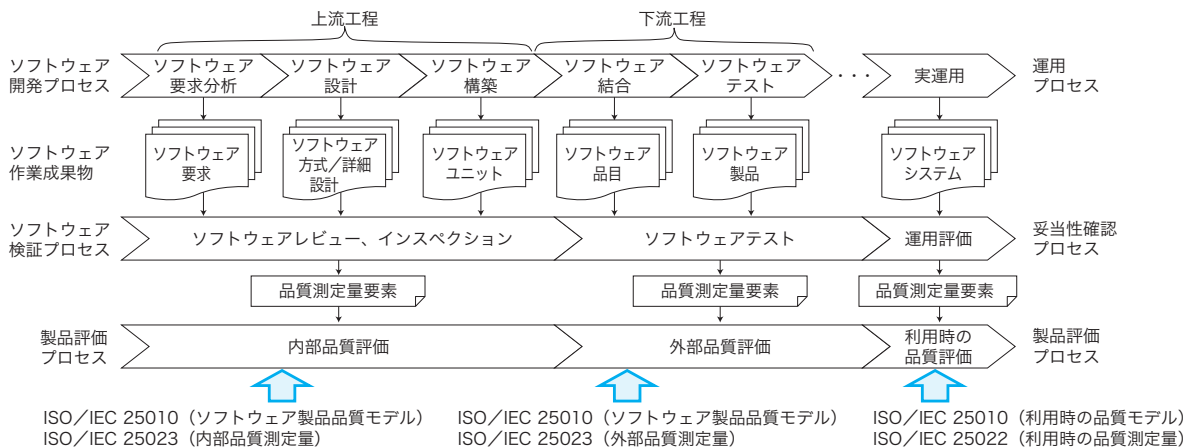 上流工程
下流工程
ソフトウェア
開発プロセス
ソフトウェア
要求分析
ソフトウェア
設計
ソフトウェア
構築
ソフトウェア
結合
ソフトウェア
テスト
・・・
実運用
運用
プロセス
ソフトウェア
作業成果物
ソフトウェア
要求
ソフトウェア
方式／詳細
設計
ソフトウェア
ユニット
ソフトウェア
品目
ソフトウェア
製品
ソフトウェア
システム
ソフトウェア
検証プロセス
ソフトウェアレビュー、インスペクション
ソフトウェアテスト
運用評価
妥当性確認
プロセス
品質測定量要素
品質測定量要素
品質測定量要素
製品評価
プロセス
内部品質評価
外部品質評価
利用時の
品質評価
製品評価
プロセス
ISO／IEC 25010（ソフトウェア製品品質モデル）
ISO／IEC 25023（内部品質測定量）
ISO／IEC 25010（ソフトウェア製品品質モデル）
ISO／IEC 25023（外部品質測定量）
ISO／IEC 25010（利用時の品質モデル）
ISO／IEC 25022（利用時の品質測定量）